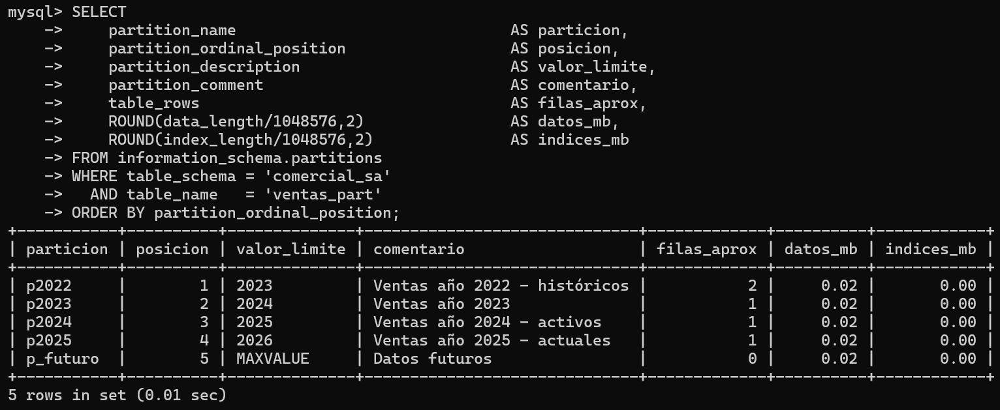 mysql> SELECT
    ->     partition_name                              AS particion,
    ->     partition_ordinal_position                  AS posicion,
    ->     partition_description                       AS valor_limite,
    ->     partition_comment                           AS comentario,
    ->     table_rows                                  AS filas_aprox,
    ->     ROUND(data_length/1048576,2)                AS datos_mb,
    ->     ROUND(index_length/1048576,2)               AS indices_mb
    -> FROM information_schema.partitions
    -> WHERE table_schema = 'comercial_sa'
    ->   AND table_name   = 'ventas_part'
    -> ORDER BY partition_ordinal_position;
+-----------+----------+--------------+------------------------------+-------------+----------+------------+
| particion | posicion | valor_limite | comentario                   | filas_aprox | datos_mb | indices_mb |
+-----------+----------+--------------+------------------------------+-------------+----------+------------+
| p2022     |        1 | 2023         | Ventas año 2022 - históricos |           2 |     0.02 |       0.00 |
| p2023     |        2 | 2024         | Ventas año 2023              |           1 |     0.02 |       0.00 |
| p2024     |        3 | 2025         | Ventas año 2024 - activos    |           1 |     0.02 |       0.00 |
| p2025     |        4 | 2026         | Ventas año 2025 - actuales   |           1 |     0.02 |       0.00 |
| p_futuro  |        5 | MAXVALUE     | Datos futuros                |           0 |     0.02 |       0.00 |
+-----------+----------+--------------+------------------------------+-------------+----------+------------+
5 rows in set (0.01 sec)